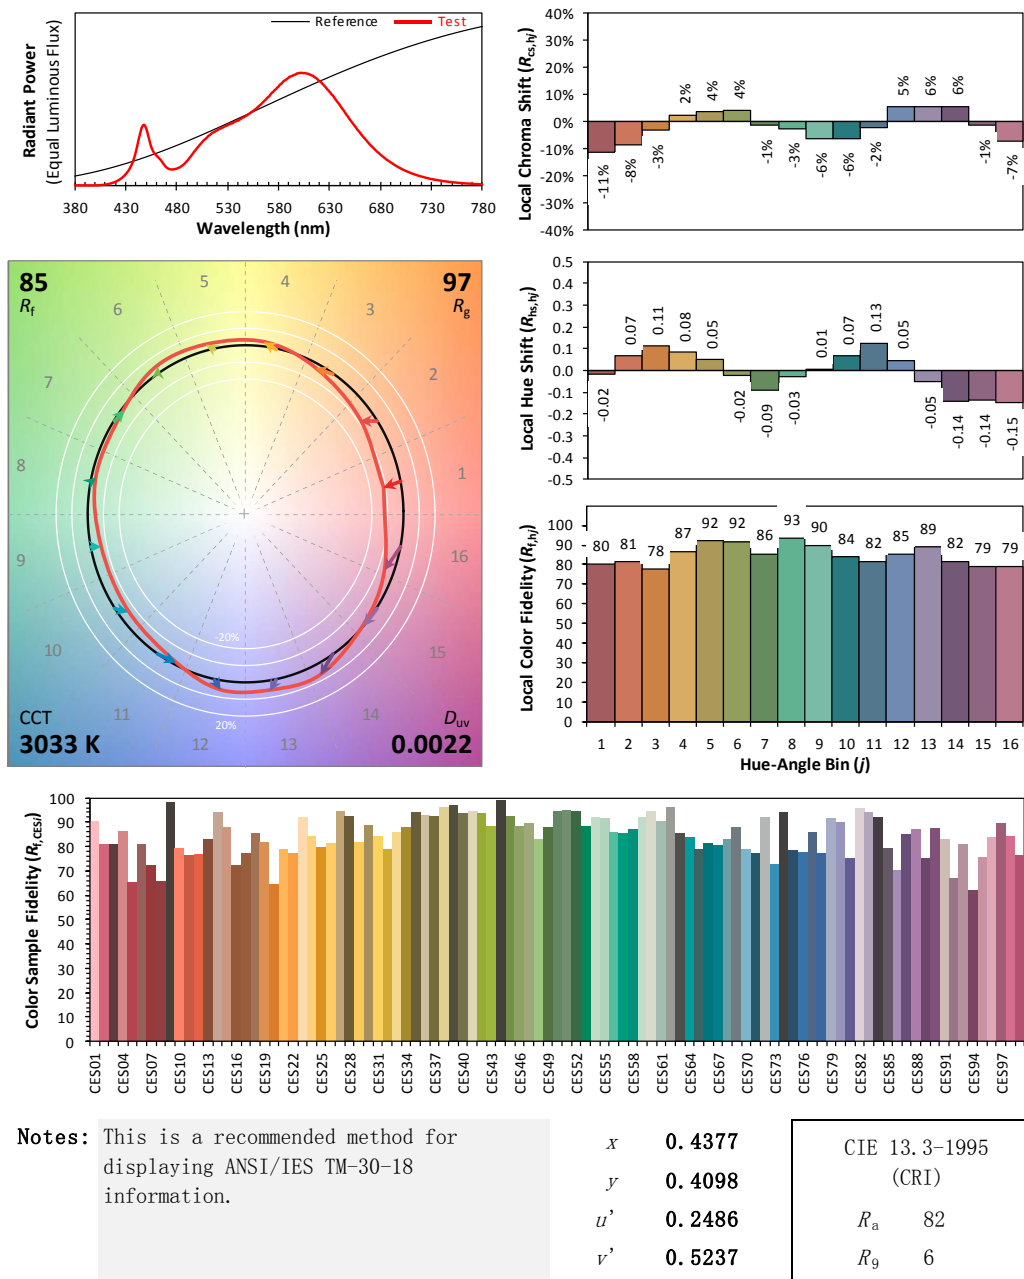 Reference
Test
Radiant Power
(Equal Luminous Flux)
380 430 480 530 580 630 680 730 780
Wavelength (nm)
Local Chroma Shift (Rcs,hj)
40%
30%
20%
10%
0%
-10%
-20%
-30%
-40%
-11% -8% -3% 2% 4% 4% -1% -3% -6% -6% -2% 5% 6% 6% -1% -7%
85
Rf
97
Rg
1
2
3
4
5
6
7
8
9
10
11
12
13
14
15
16
-20%
20%
CCT
3033 K
Duv
0.0022
Local Hue Shift (Rhs,hj)
0.5
0.4
0.3
0.2
0.1
0.0
-0.1
-0.2
-0.3
-0.4
-0.5
-0.02 0.07 0.11 0.08 0.05 -0.02 -0.09 -0.03 0.01 0.07 0.13 0.05 -0.05 -0.14 -0.14 -0.15
Local Color Fidelity (Rf,hj)
100
90
80
70
60
50
40
30
20
10
0
80 81 78 87 92 92 86 93 90 84 82 85 89 82 79 79
1 2 3 4 5 6 7 8 9 10 11 12 13 14 15 16
Hue-Angle Bin (j)
Color Sample Fidelity (Rf,CESi)
100
90
80
70
60
50
40
30
20
10
0
CES01 CES04 CES07 CES10 CES13 CES16 CES19 CES22 CES25 CES28 CES31 CES34 CES37 CES40 CES43 CES46 CES49 CES52 CES55 CES58 CES61 CES64 CES67 CES70 CES73 CES76 CES79 CES82 CES85 CES88 CES91 CES94 CES97
Notes: This is a recommended method for
displaying ANSI/IES TM-30-18
information.
x 0.4377
y 0.4098
u' 0.2486
v' 0.5237
CIE 13.3-1995
(CRI)
Ra 82
R9 6